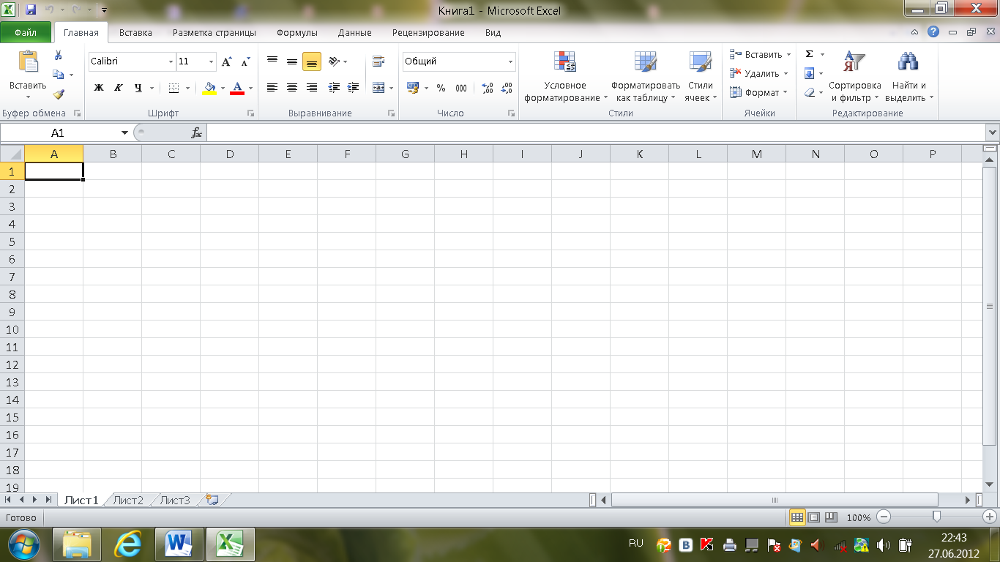 Книга1 - Microsoft Excel
Файл Главная Вставка Разметка страницы Формулы Данные Рецензирование Вид
Вставить
Буфер обмена
Calibri 11
Ж К Ч А
Шрифт
Выравнивание
Общий
% 000 ,00 ,0
Число
Условное форматирование
Форматировать как таблицу
Стили ячеек
Стили
Вставить
Удалить
Формат
Ячейки
Σ
Сортировка и фильтр
Найти и выделить
Редактирование
A1 fx
A B C D E F G H I J K L M N O P
1
2
3
4
5
6
7
8
9
10
11
12
13
14
15
16
17
18
19
Лист1 Лист2 Лист3
Готово 100%
RU 22:43
27.06.2012